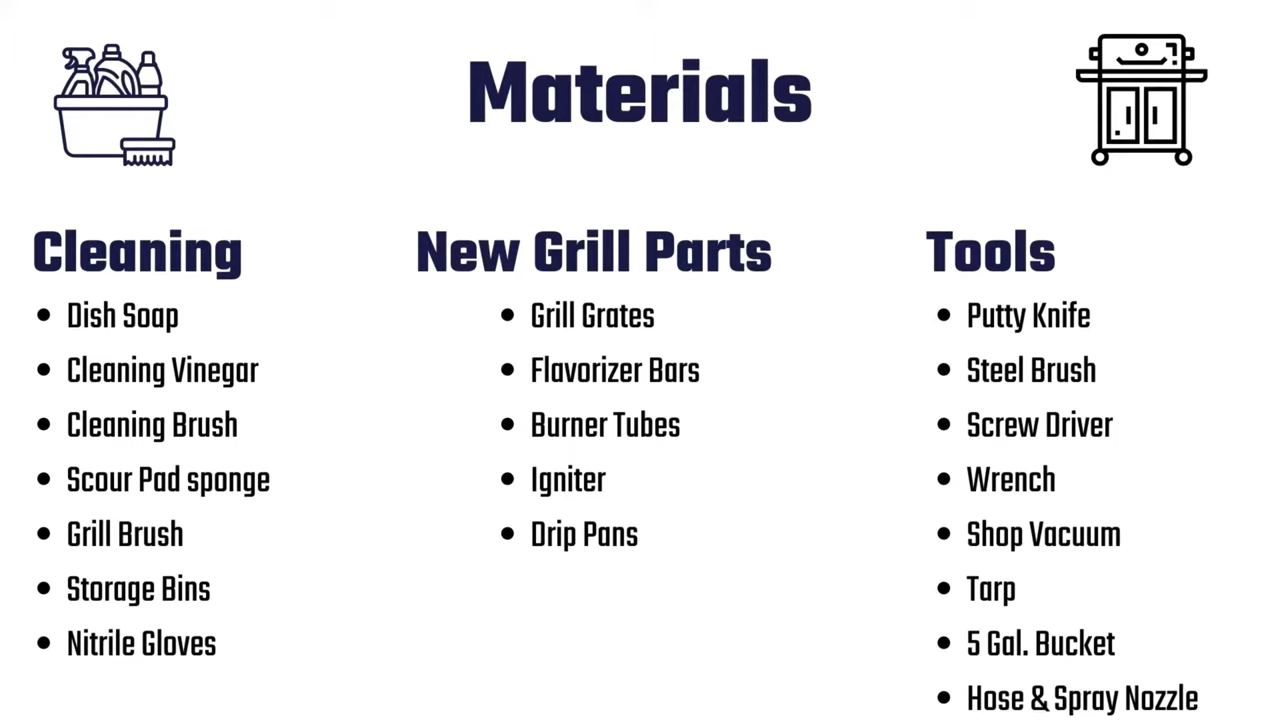 Materials
Cleaning
Dish Soap
Cleaning Vinegar
Cleaning Brush
Scour Pad sponge
Grill Brush
Storage Bins
Nitrile Gloves
New Grill Parts
Grill Grates
Flavorizer Bars
Burner Tubes
Igniter
Drip Pans
Tools
Putty Knife
Steel Brush
Screw Driver
Wrench
Shop Vacuum
Tarp
5 Gal. Bucket
Hose & Spray Nozzle